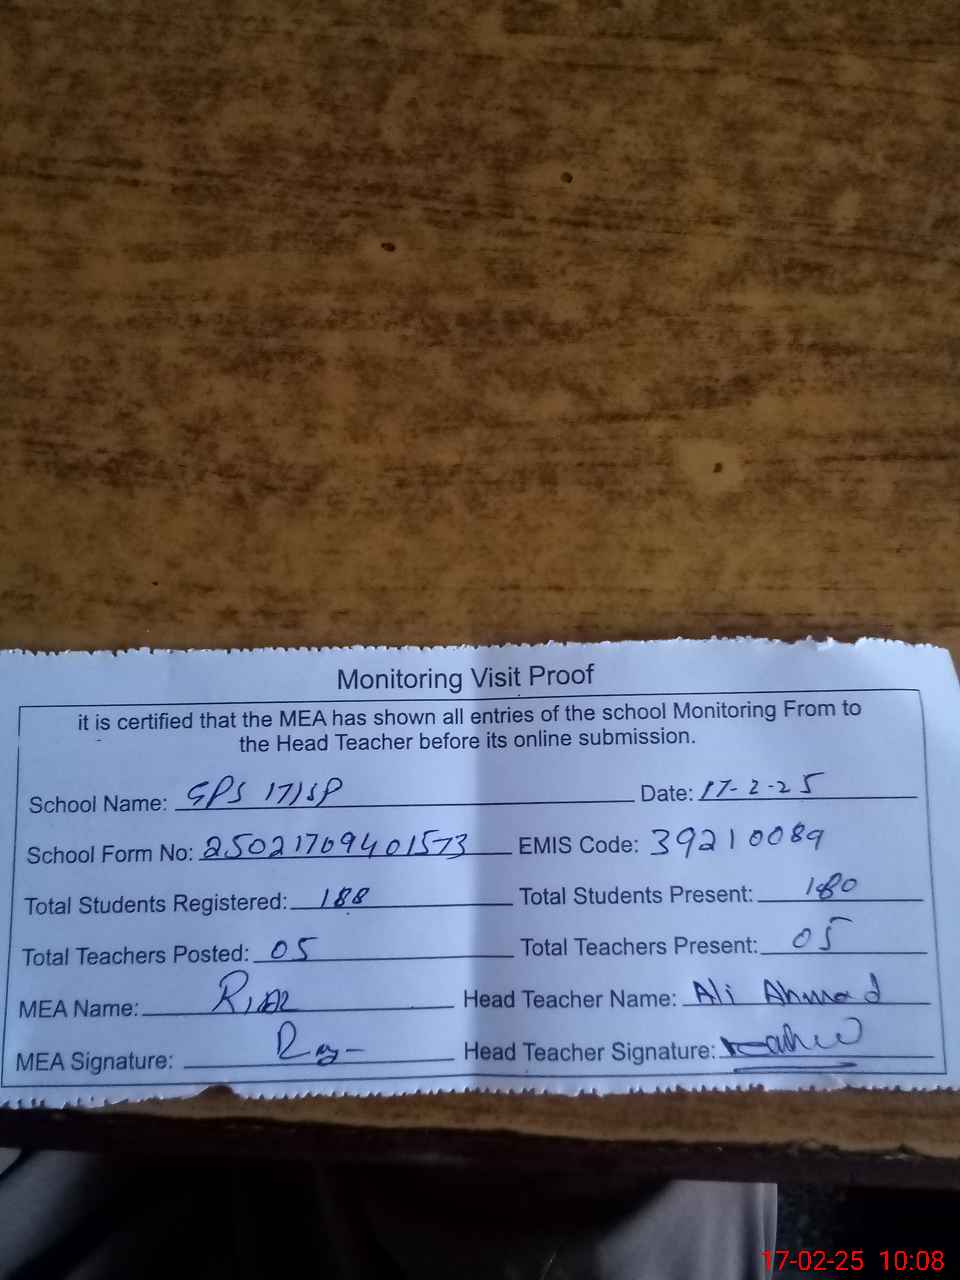 Monitoring Visit Proof
it is certified that the MEA has shown all entries of the school Monitoring From to
the Head Teacher before its online submission.
School Name: GPS 171SP Date: 17-2-25
School Form No: 25021709401573 EMIS Code: 39210089
Total Students Registered: 188 Total Students Present: 180
Total Teachers Posted: 05 Total Teachers Present: 05
MEA Name: Head Teacher Name: Ali Ahmad
MEA Signature: Head Teacher Signature:
17-02-25 10:08